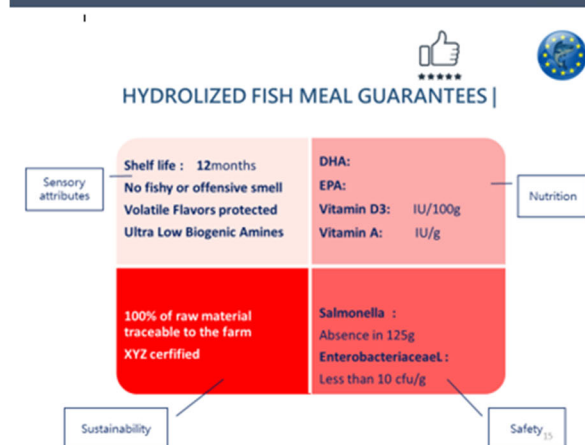 HYDROLIZED FISH MEAL GUARANTEES|
Sensory
attributes
Shelf life : 12months
No fishy or offensive smell
Volatile Flavors protected
Ultra Low Biogenic Amines
DHA:
EPA:
Vitamin D3: IU/100g
Vitamin A: IU/g
Nutrition
100% of raw material
traceable to the farm
XYZ cerfified
Salmonella :
Absence in 125g
EnterobacteriaceaeL:
Less than 10 cfu/g
Sustainability
Safety
15